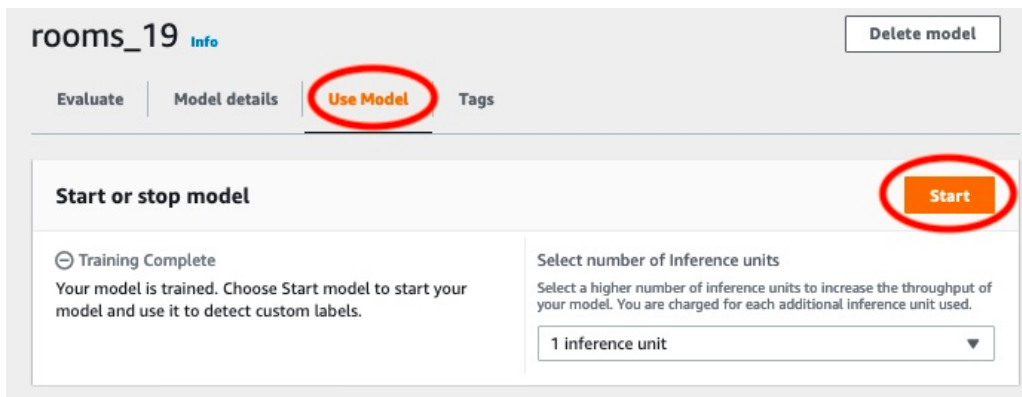 rooms_19 Info
Delete model
Evaluate
Model details
Use Model
Tags
Start or stop model
Start
Training Complete
Your model is trained. Choose Start model to start your
model and use it to detect custom labels.
Select number of Inference units
Select a higher number of inference units to increase the throughput of
your model. You are charged for each additional inference unit used.
1 inference unit